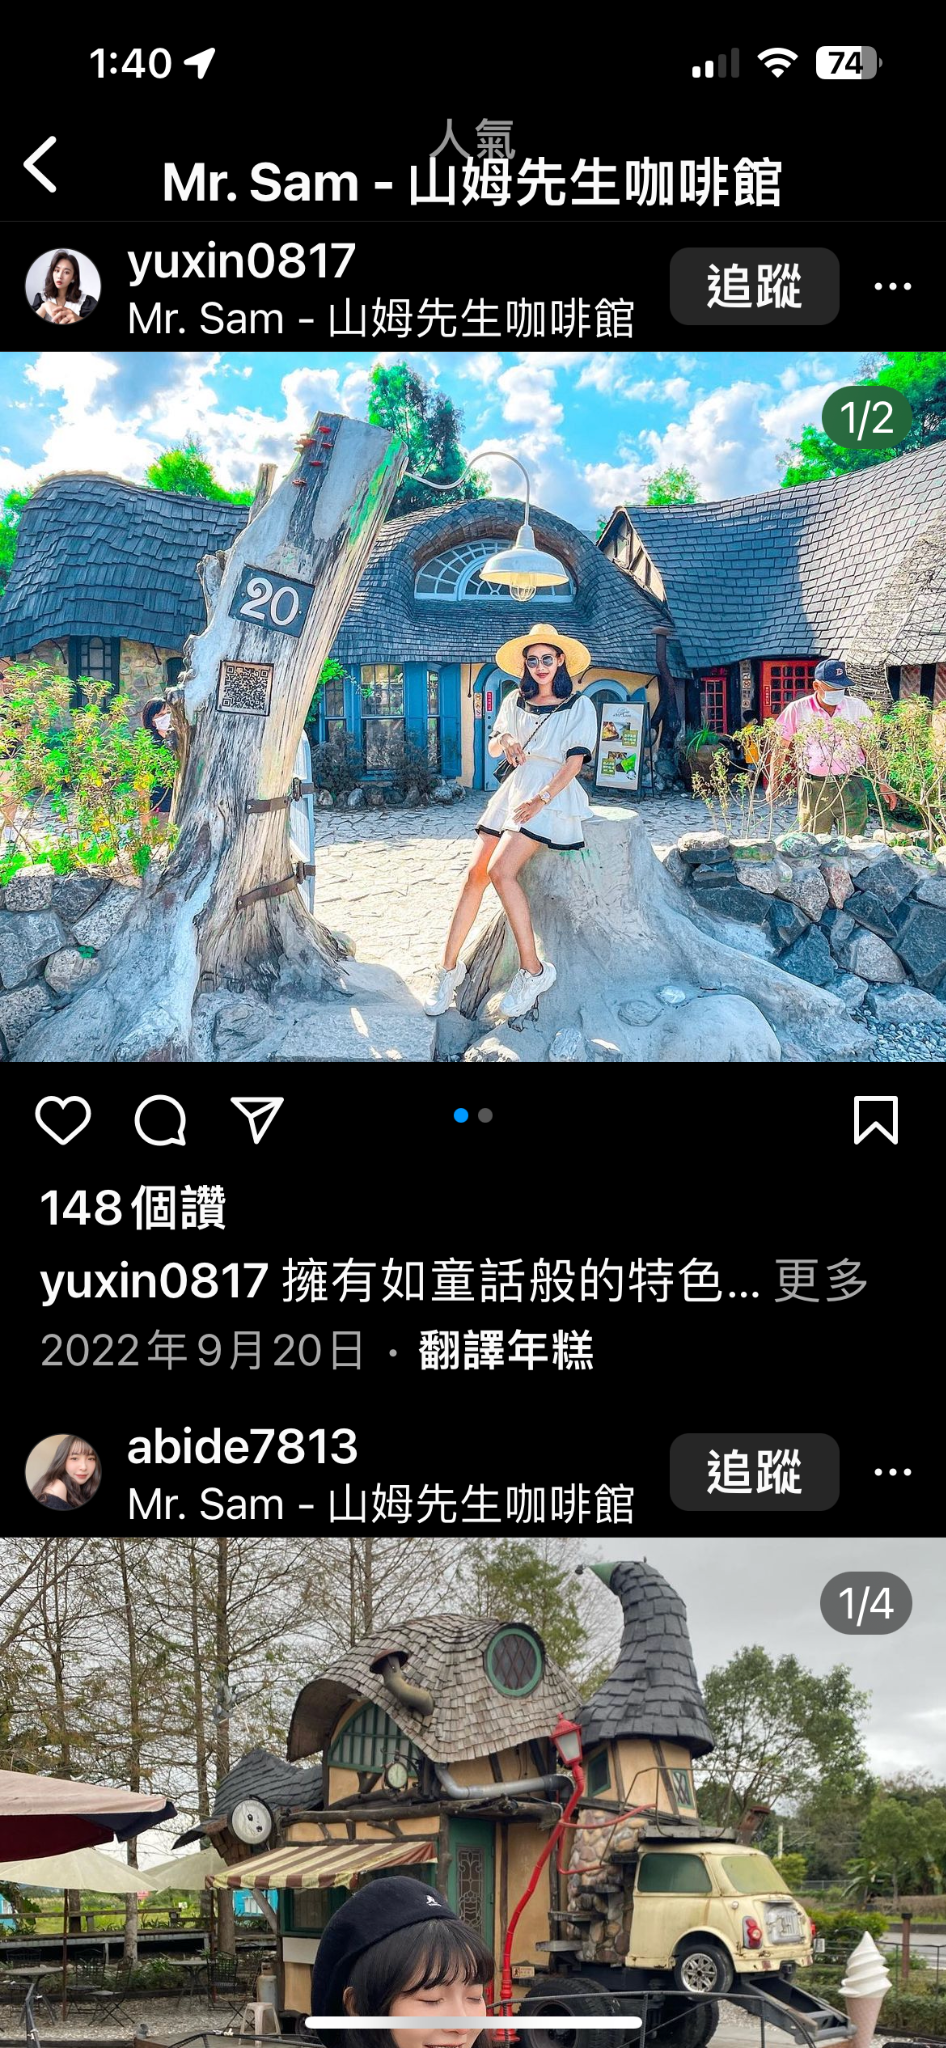 1:40
74
人氣
Mr. Sam - 山姆先生咖啡館
yuxin0817
Mr. Sam - 山姆先生咖啡館
追蹤
1/2
20
148個讚
yuxin0817 擁有如童話般的特色... 更多
2022年9月20日 · 翻譯年糕
abide7813
Mr. Sam - 山姆先生咖啡館
追蹤
1/4